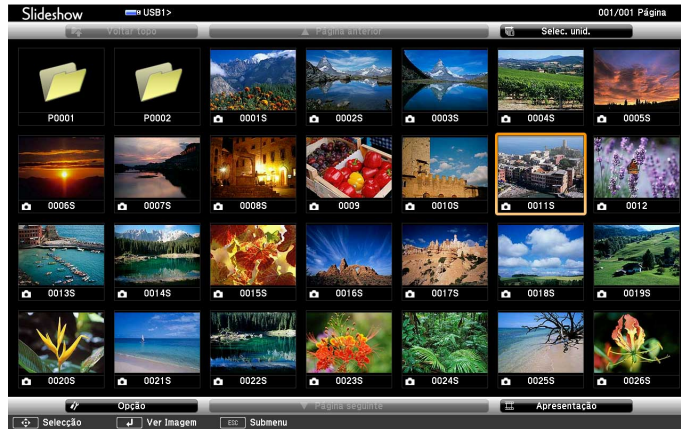 Slideshow USB1> 001/001 Página
Voltar topo Página anterior Selec. unid.
P0001 P0002 0001S 0002S 0003S 0004S 0005S
0006S 0007S 0008S 0009 0010S 0011S 0012
0013S 0014S 0015S 0016S 0017S 0018S 0019S
0020S 0021S 0022S 0023S 0024S 0025S 0026S
Opção Página seguinte Apresentação
Selecção Ver Imagem ESC Submenu